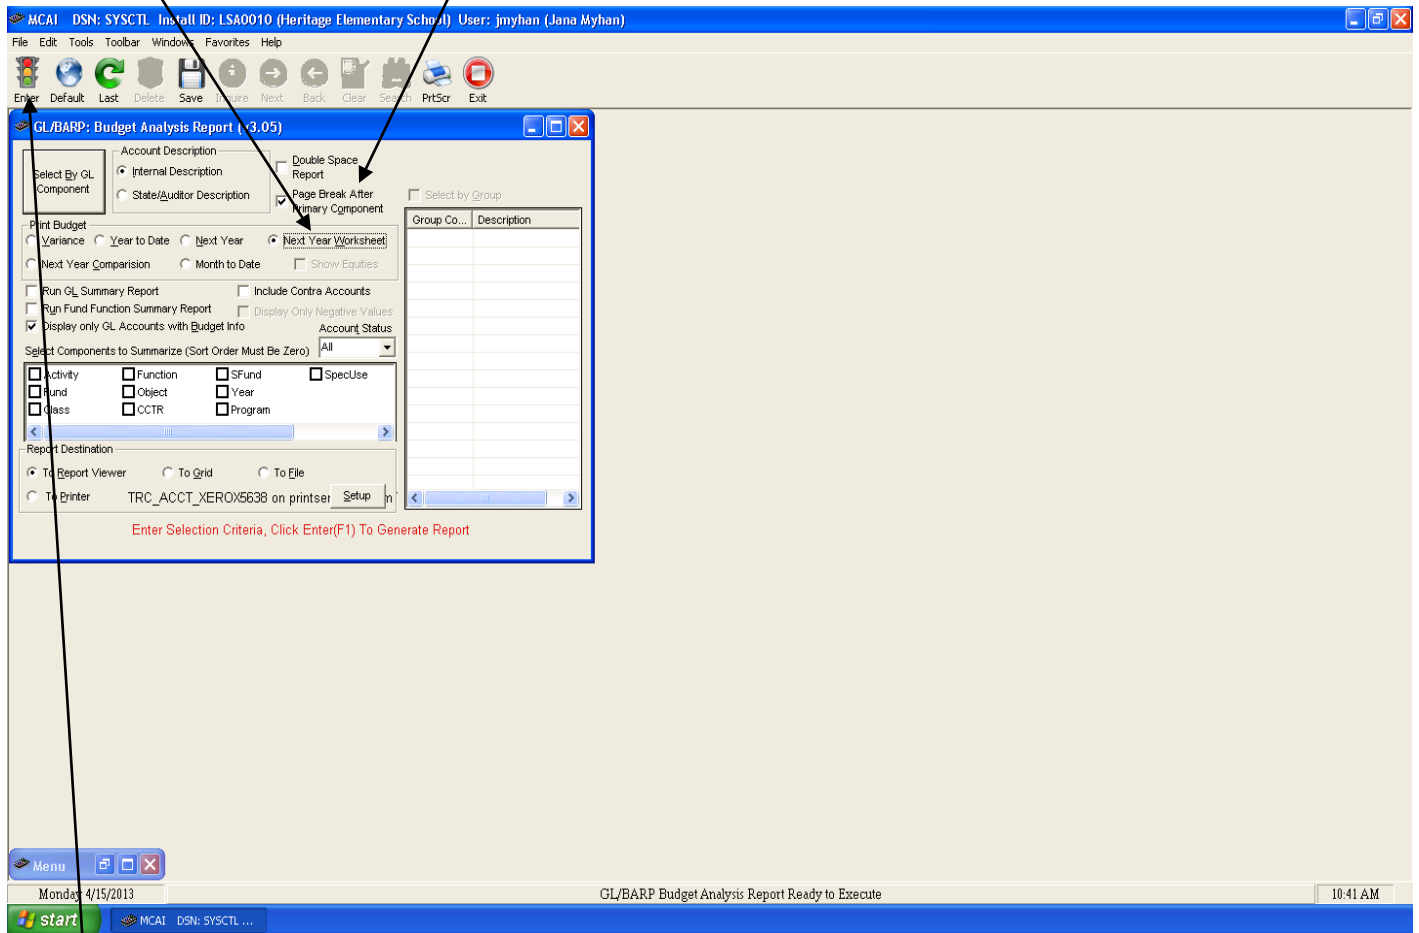 MCAI DSN: SYSCTL Install ID: LSA0010 (Heritage Elementary School) User: jmyhan (Jana Myhan)
File Edit Tools Toolbar Windows Favorites Help
Enter Default Last Delete Save Inquire Next Back Clear Search PrtScr Exit
GL/BARP: Budget Analysis Report (v3.05)
Select By GL Component
Account Description
Internal Description
State/Auditor Description
Double Space Report
Page Break After Primary Component
Select by Group
Group Co... Description
Print Budget
Variance Year to Date Next Year Next Year Worksheet
Next Year Comparision Month to Date Show Equities
Run GL Summary Report Include Contra Accounts
Run Fund Function Summary Report Display Only Negative Values
Display only GL Accounts with Budget Info Account Status
Select Components to Summarize (Sort Order Must Be Zero) All
Activity Function SFund SpecUse
Fund Object Year
Class CCTR Program
Report Destination
To Report Viewer To Grid To File
To Printer TRC_ACCT_XEROX5638 on printser Setup
Enter Selection Criteria, Click Enter(F1) To Generate Report
Menu
Monday 4/15/2013 GL/BARP Budget Analysis Report Ready to Execute 10:41 AM
start MCAI DSN: SYSCTL ...